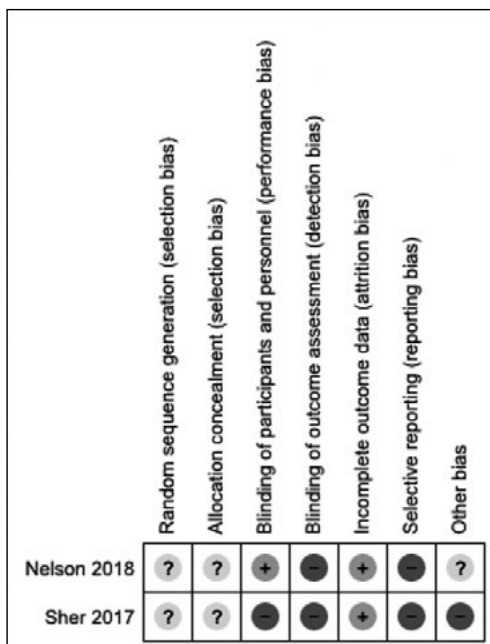 Random sequence generation (selection bias)
Allocation concealment (selection bias)
Blinding of participants and personnel (performance bias)
Blinding of outcome assessment (detection bias)
Incomplete outcome data (attrition bias)
Selective reporting (reporting bias)
Other bias
Nelson 2018 ? ? + − + − ?
Sher 2017 ? ? − − + − −